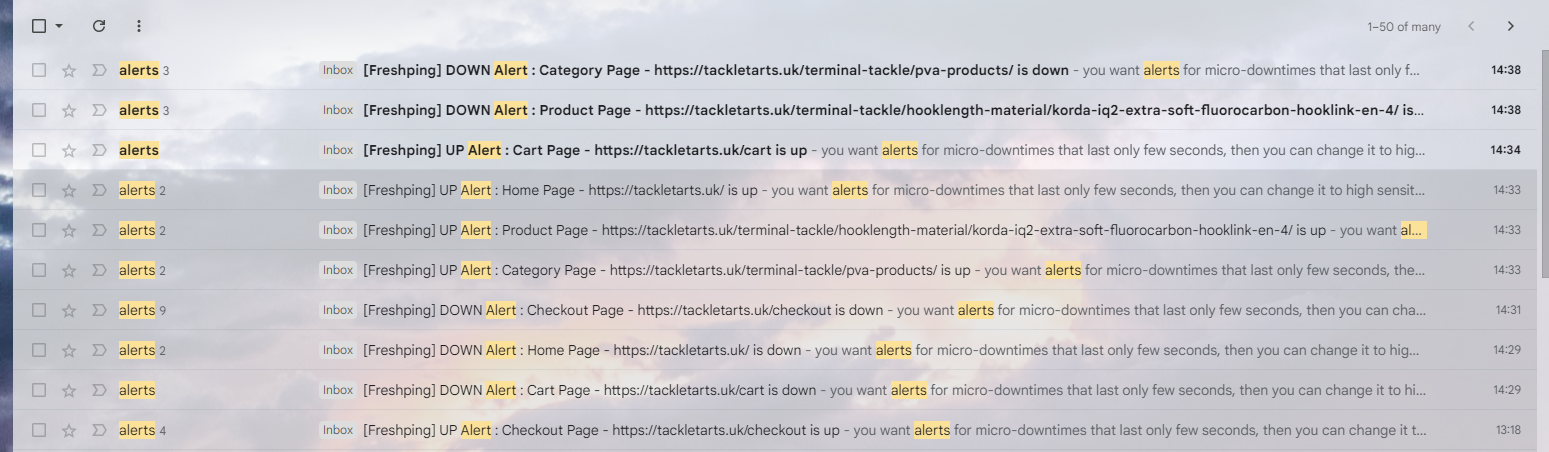 1–50 of many
alerts 3 Inbox [Freshping] DOWN Alert : Category Page - https://tackletarts.uk/terminal-tackle/pva-products/ is down - you want alerts for micro-downtimes that last only f... 14:38
alerts 3 Inbox [Freshping] DOWN Alert : Product Page - https://tackletarts.uk/terminal-tackle/hooklength-material/korda-iq2-extra-soft-fluorocarbon-hooklink-en-4/ is... 14:38
alerts Inbox [Freshping] UP Alert : Cart Page - https://tackletarts.uk/cart is up - you want alerts for micro-downtimes that last only few seconds, then you can change it to hig... 14:34
alerts 2 Inbox [Freshping] UP Alert : Home Page - https://tackletarts.uk/ is up - you want alerts for micro-downtimes that last only few seconds, then you can change it to high sensit... 14:33
alerts 2 Inbox [Freshping] UP Alert : Product Page - https://tackletarts.uk/terminal-tackle/hooklength-material/korda-iq2-extra-soft-fluorocarbon-hooklink-en-4/ is up - you want al... 14:33
alerts 2 Inbox [Freshping] UP Alert : Category Page - https://tackletarts.uk/terminal-tackle/pva-products/ is up - you want alerts for micro-downtimes that last only few seconds, the... 14:33
alerts 9 Inbox [Freshping] DOWN Alert : Checkout Page - https://tackletarts.uk/checkout is down - you want alerts for micro-downtimes that last only few seconds, then you can cha... 14:31
alerts 2 Inbox [Freshping] DOWN Alert : Home Page - https://tackletarts.uk/ is down - you want alerts for micro-downtimes that last only few seconds, then you can change it to hig... 14:29
alerts Inbox [Freshping] DOWN Alert : Cart Page - https://tackletarts.uk/cart is down - you want alerts for micro-downtimes that last only few seconds, then you can change it to hi... 14:29
alerts 4 Inbox [Freshping] UP Alert : Checkout Page - https://tackletarts.uk/checkout is up - you want alerts for micro-downtimes that last only few seconds, then you can change it t... 13:18